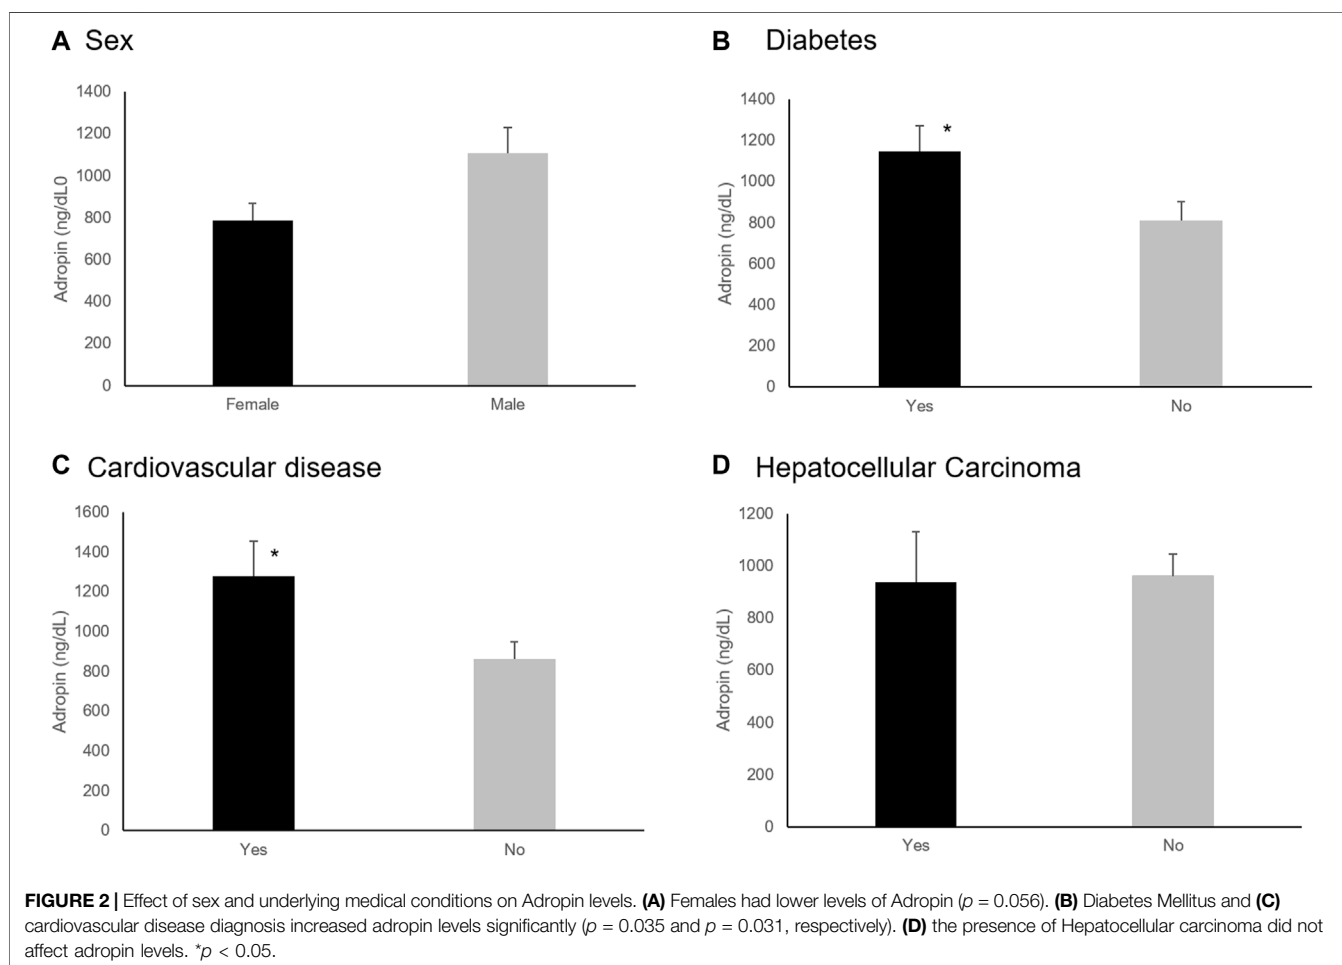 A Sex
1400
1200
1000
800
600
400
200
0
Adropin (ng/dL0
Female Male
B Diabetes
1400
1200
1000
800
600
400
200
0
Adropin (ng/dL)
*
Yes No
C Cardiovascular disease
1600
1400
1200
1000
800
600
400
200
0
Adropin (ng/dL)
*
Yes No
D Hepatocellular Carcinoma
1200
1000
800
600
400
200
0
Adropin (ng/dL)
Yes No
FIGURE 2 | Effect of sex and underlying medical conditions on Adropin levels. (A) Females had lower levels of Adropin (p = 0.056). (B) Diabetes Mellitus and (C)
cardiovascular disease diagnosis increased adropin levels significantly (p = 0.035 and p = 0.031, respectively). (D) the presence of Hepatocellular carcinoma did not
affect adropin levels. *p < 0.05.